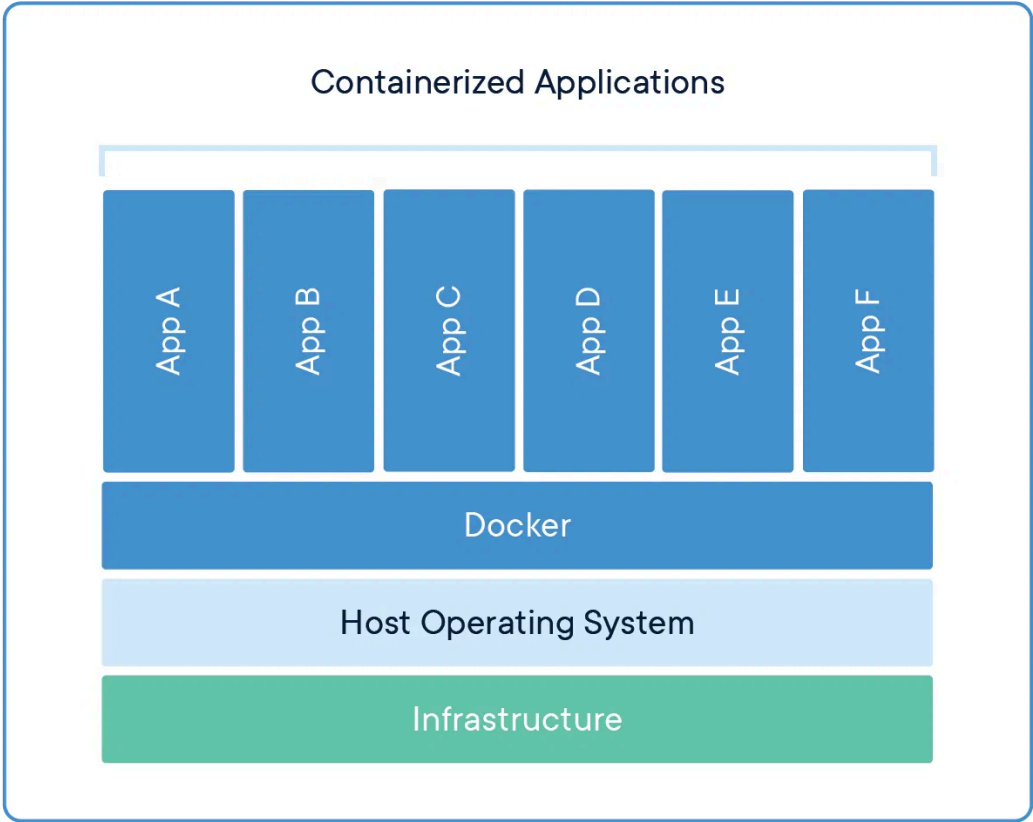 Containerized Applications
App A
App B
App C
App D
App E
App F
Docker
Host Operating System
Infrastructure